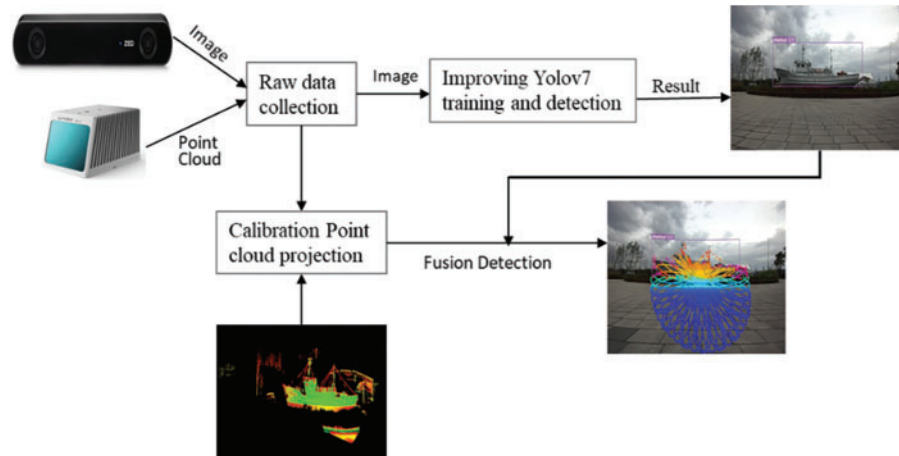 ZED
Image
Raw data
collection
Image
Improving Yolov7
training and detection
Result
Point
Cloud
Calibration Point
cloud projection
Fusion Detection